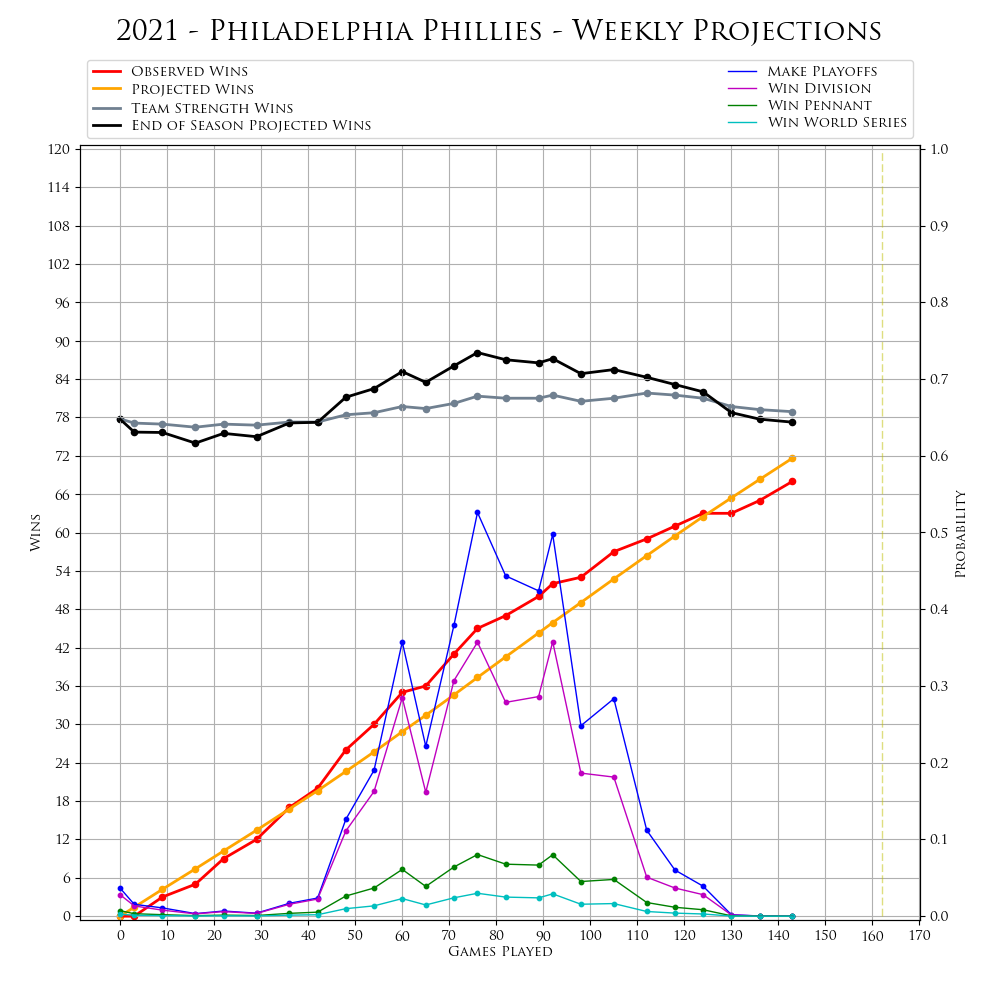 2021 - Philadelphia Phillies - Weekly Projections
Observed Wins
Projected Wins
Team Strength Wins
End of Season Projected Wins
Make Playoffs
Win Division
Win Pennant
Win World Series
120
114
108
102
96
90
84
78
72
66
60
54
48
42
36
30
24
18
12
6
0
Wins
1.0
0.9
0.8
0.7
0.6
0.5
0.4
0.3
0.2
0.1
0.0
Probability
0 10 20 30 40 50 60 70 80 90 100 110 120 130 140 150 160 170
Games Played